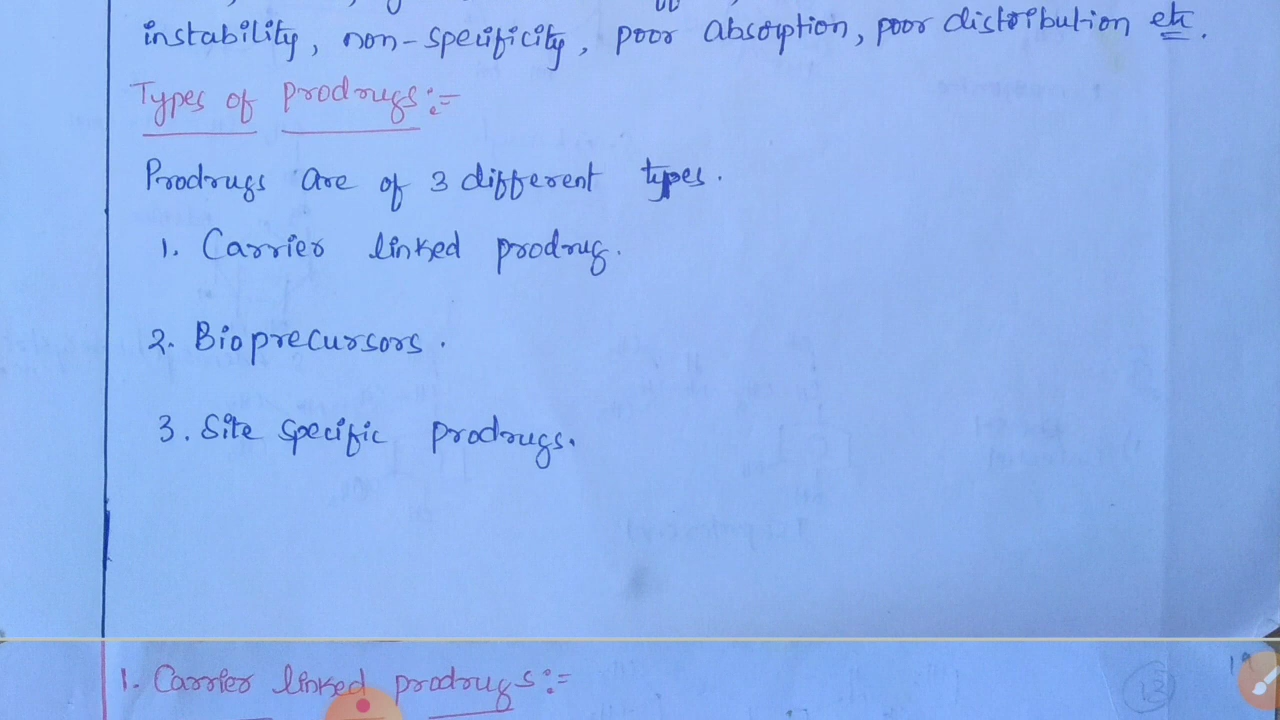 instability, non-specificity, poor absorption, poor distribution etc.
Types of prodrugs :-
Prodrugs are of 3 different types.
1. Carrier linked prodrug.
2. Bioprecursors.
3. Site specific prodrugs.
1. Carrier linked prodrugs :-
13